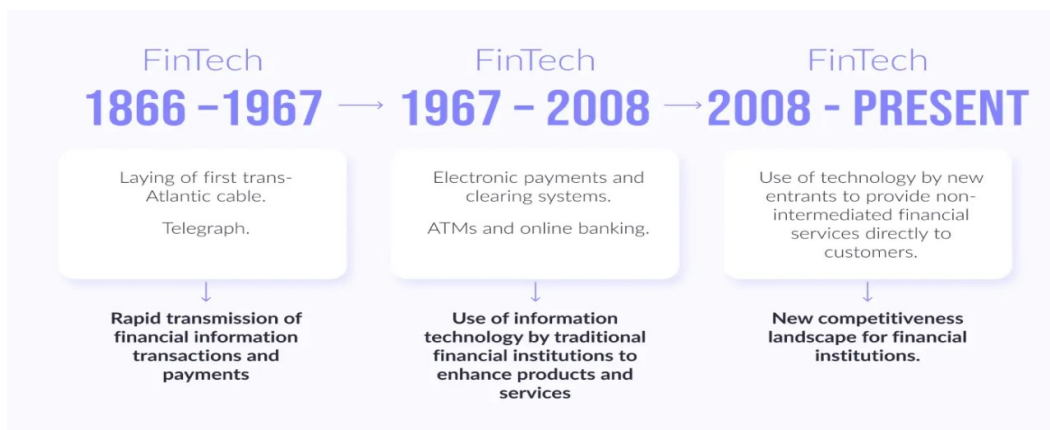 FinTech
1866 –1967
Laying of first trans-
Atlantic cable.
Telegraph.
Rapid transmission of
financial information
transactions and
payments
FinTech
1967 – 2008
Electronic payments and
clearing systems.
ATMs and online banking.
Use of information
technology by traditional
financial institutions to
enhance products and
services
FinTech
2008 - PRESENT
Use of technology by new
entrants to provide non-
intermediated financial
services directly to
customers.
New competitiveness
landscape for financial
institutions.